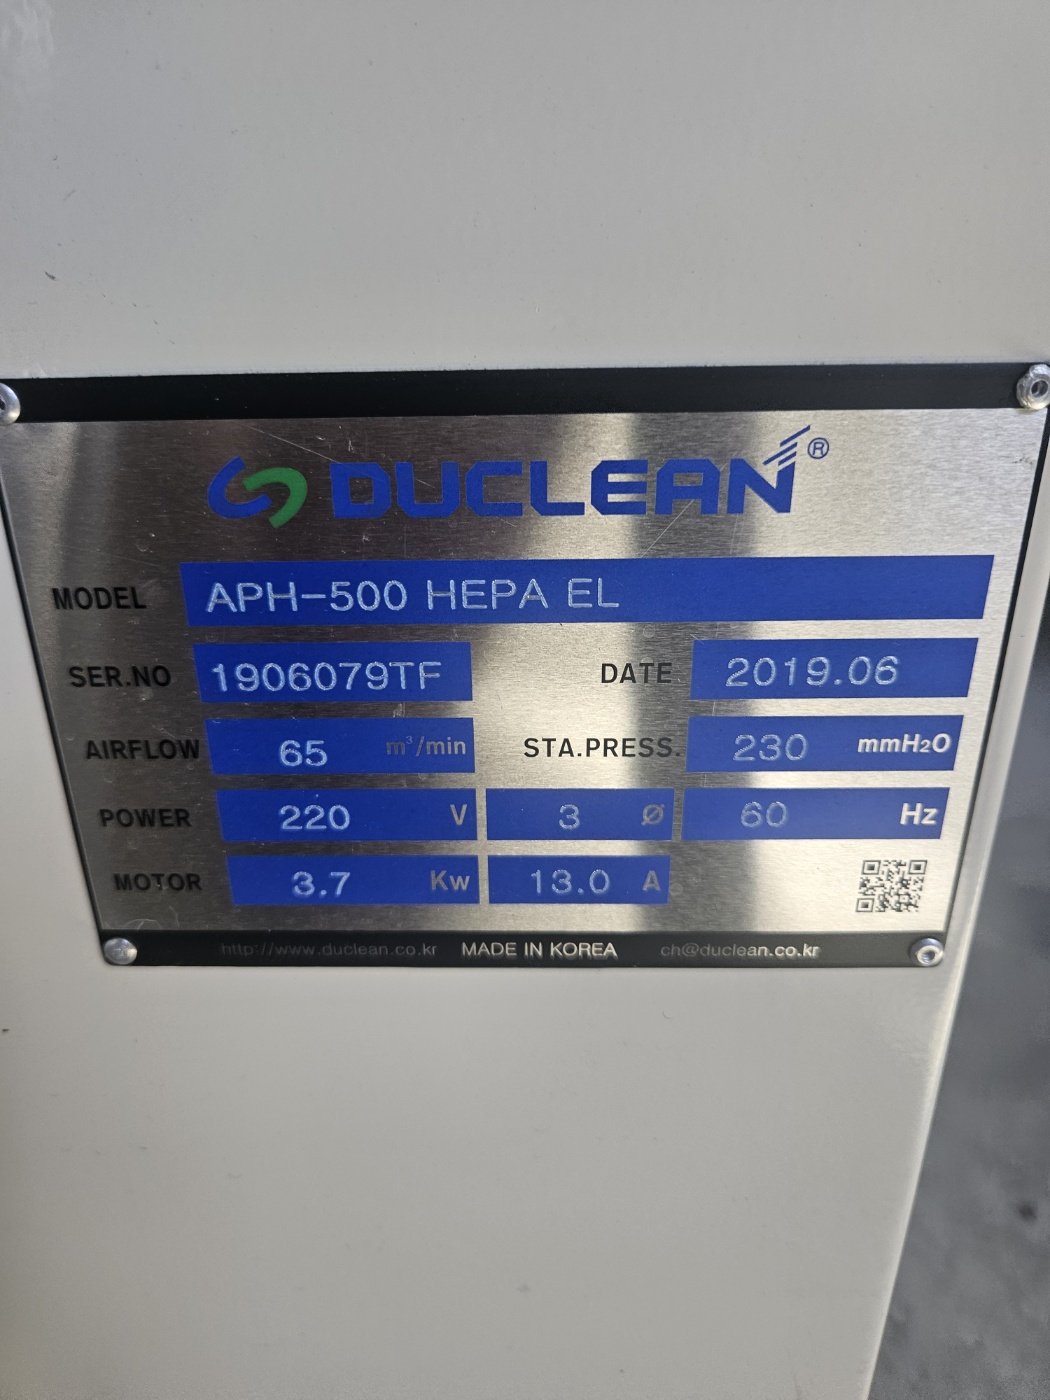 DUCLEAN®
MODEL APH-500 HEPA EL
SER.NO 1906079TF DATE 2019.06
AIRFLOW 65 m³/min STA.PRESS. 230 mmH₂O
POWER 220 V 3 Ø 60 Hz
MOTOR 3.7 Kw 13.0 A
http://www.duclean.co.kr MADE IN KOREA ch@duclean.co.kr